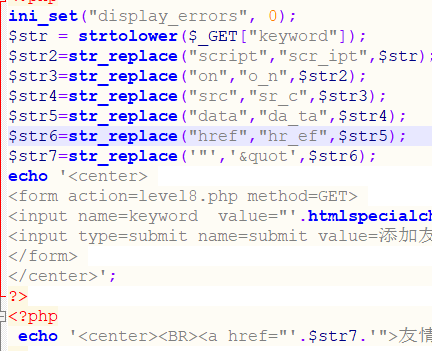 ini_set("display_errors", 0);
$str = strtolower($_GET["keyword"]);
$str2=str_replace("script","scr_ipt",$str)
$str3=str_replace("on","o_n",$str2);
$str4=str_replace("src","sr_c",$str3);
$str5=str_replace("data","da_ta",$str4);
$str6=str_replace("href","hr_ef",$str5);
$str7=str_replace('"','&quot',$str6);
echo '<center>
<form action=level8.php method=GET>
<input name=keyword  value="'.htmlspecialch
<input type=submit name=submit value=添加友
</form>
</center>';
?>
<?php
 echo '<center><BR><a href="'.$str7.'">友情